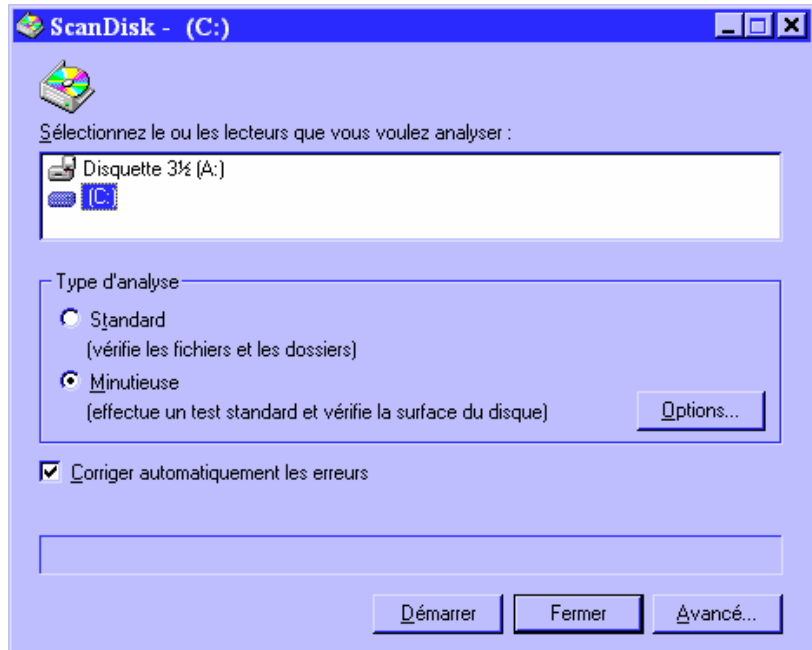 ScanDisk - (C:)
Sélectionnez le ou les lecteurs que vous voulez analyser :
Disquette 3½ (A:)
(C:)
Type d'analyse
Standard
(vérifie les fichiers et les dossiers)
Minutieuse
(effectue un test standard et vérifie la surface du disque)
Options...
Corriger automatiquement les erreurs
Démarrer Fermer Avancé...